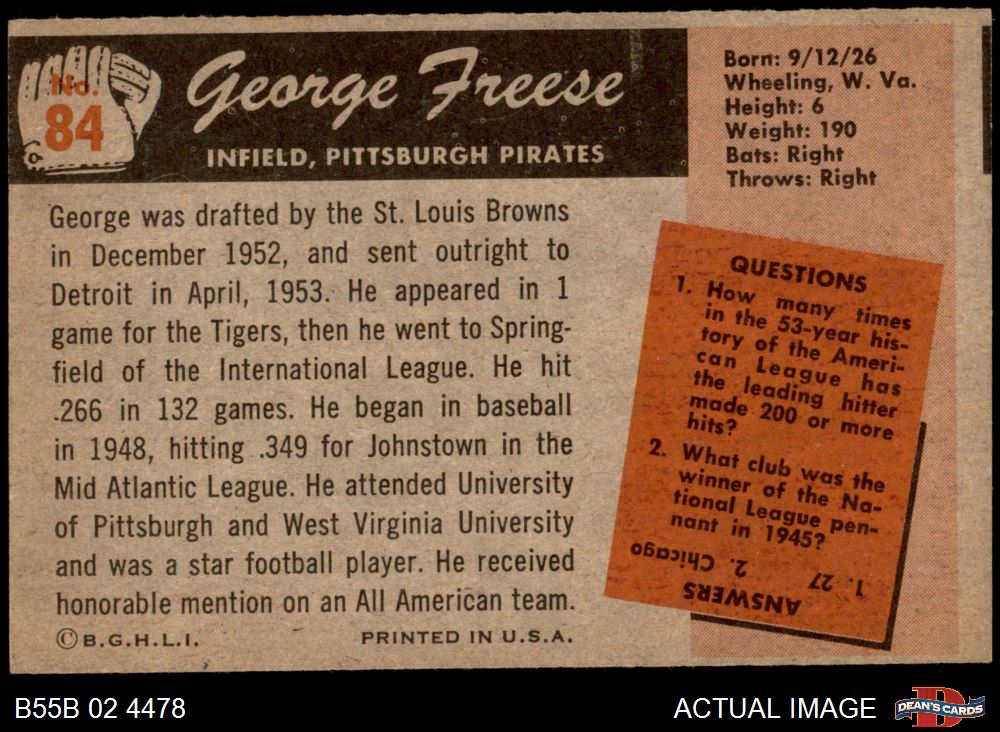 No.
84
George Freese
INFIELD, PITTSBURGH PIRATES
Born: 9/12/26
Wheeling, W. Va.
Height: 6
Weight: 190
Bats: Right
Throws: Right
George was drafted by the St. Louis Browns
in December 1952, and sent outright to
Detroit in April, 1953. He appeared in 1
game for the Tigers, then he went to Spring-
field of the International League. He hit
.266 in 132 games. He began in baseball
in 1948, hitting .349 for Johnstown in the
Mid Atlantic League. He attended University
of Pittsburgh and West Virginia University
and was a star football player. He received
honorable mention on an All American team.
©B.G.H.L.I.
PRINTED IN U.S.A.
QUESTIONS
1. How many times
in the 53-year his-
tory of the Ameri-
can League has
the leading hitter
made 200 or more
hits?
2. What club was the
winner of the Na-
tional League pen-
nant in 1945?
ANSWERS
1. 27 2. Chicago
B55B 02 4478
ACTUAL IMAGE
D
DEAN'S CARDS